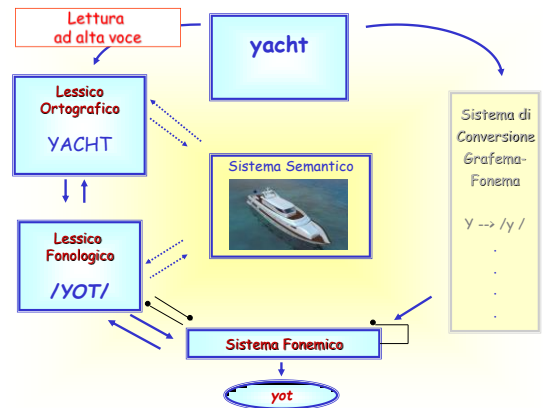 Lettura
ad alta voce
yacht
Lessico
Ortografico
YACHT
Sistema di
Conversione
Grafema-
Fonema
Y --> /y /
.
.
.
.
Sistema Semantico
Lessico
Fonologico
/YOT/
Sistema Fonemico
yot